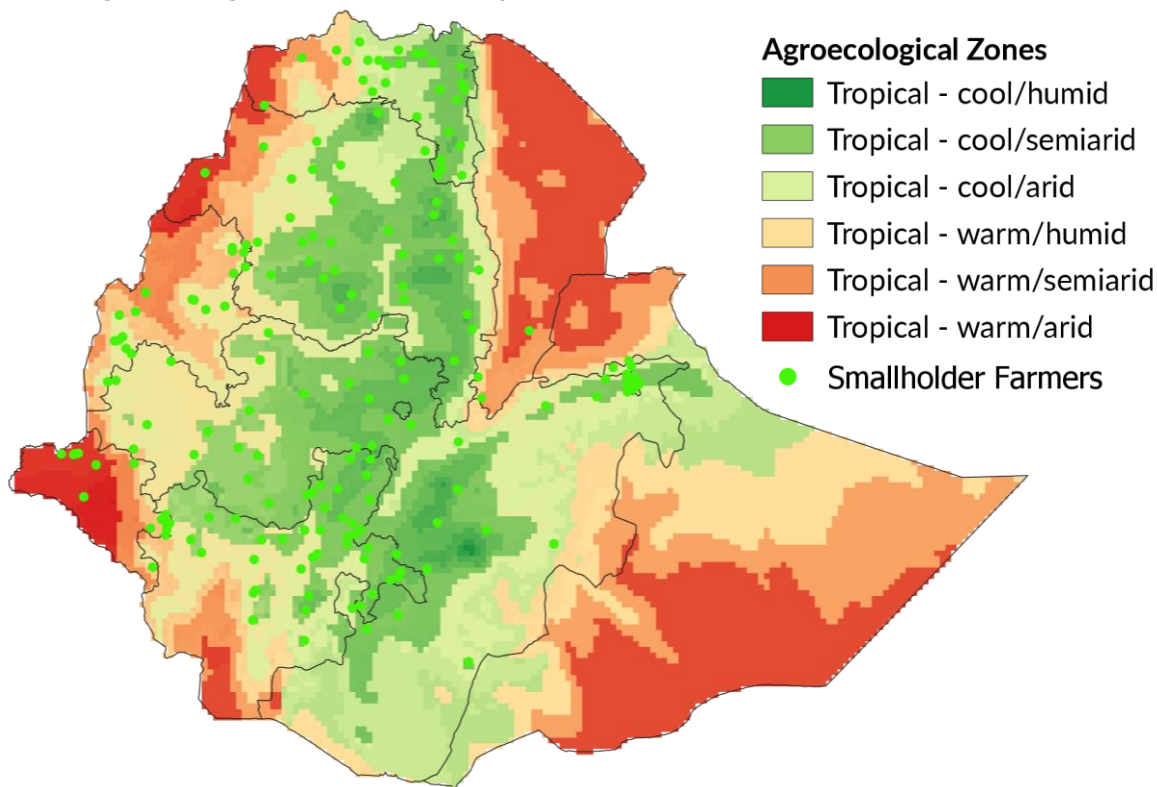 Agroecological Zones
Tropical - cool/humid
Tropical - cool/semiarid
Tropical - cool/arid
Tropical - warm/humid
Tropical - warm/semiarid
Tropical - warm/arid
Smallholder Farmers